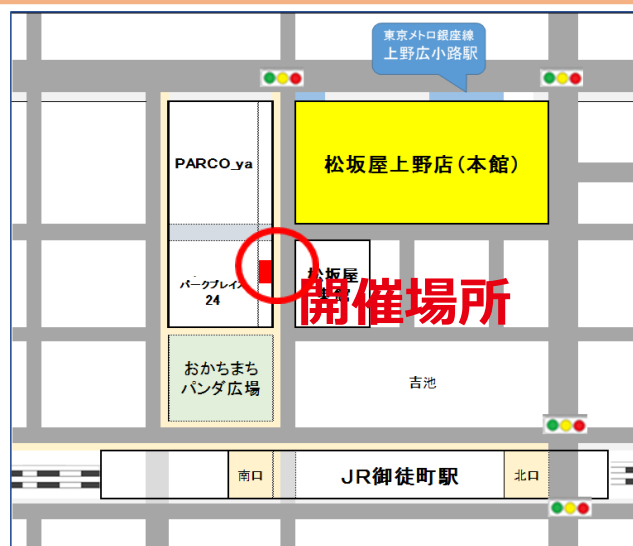 東京メトロ銀座線
上野広小路駅
PARCO_ya
松坂屋上野店(本館)
パークプレイス
24
松坂屋
開催場所
おかちまち
パンダ広場
吉池
南口
JR御徒町駅
北口